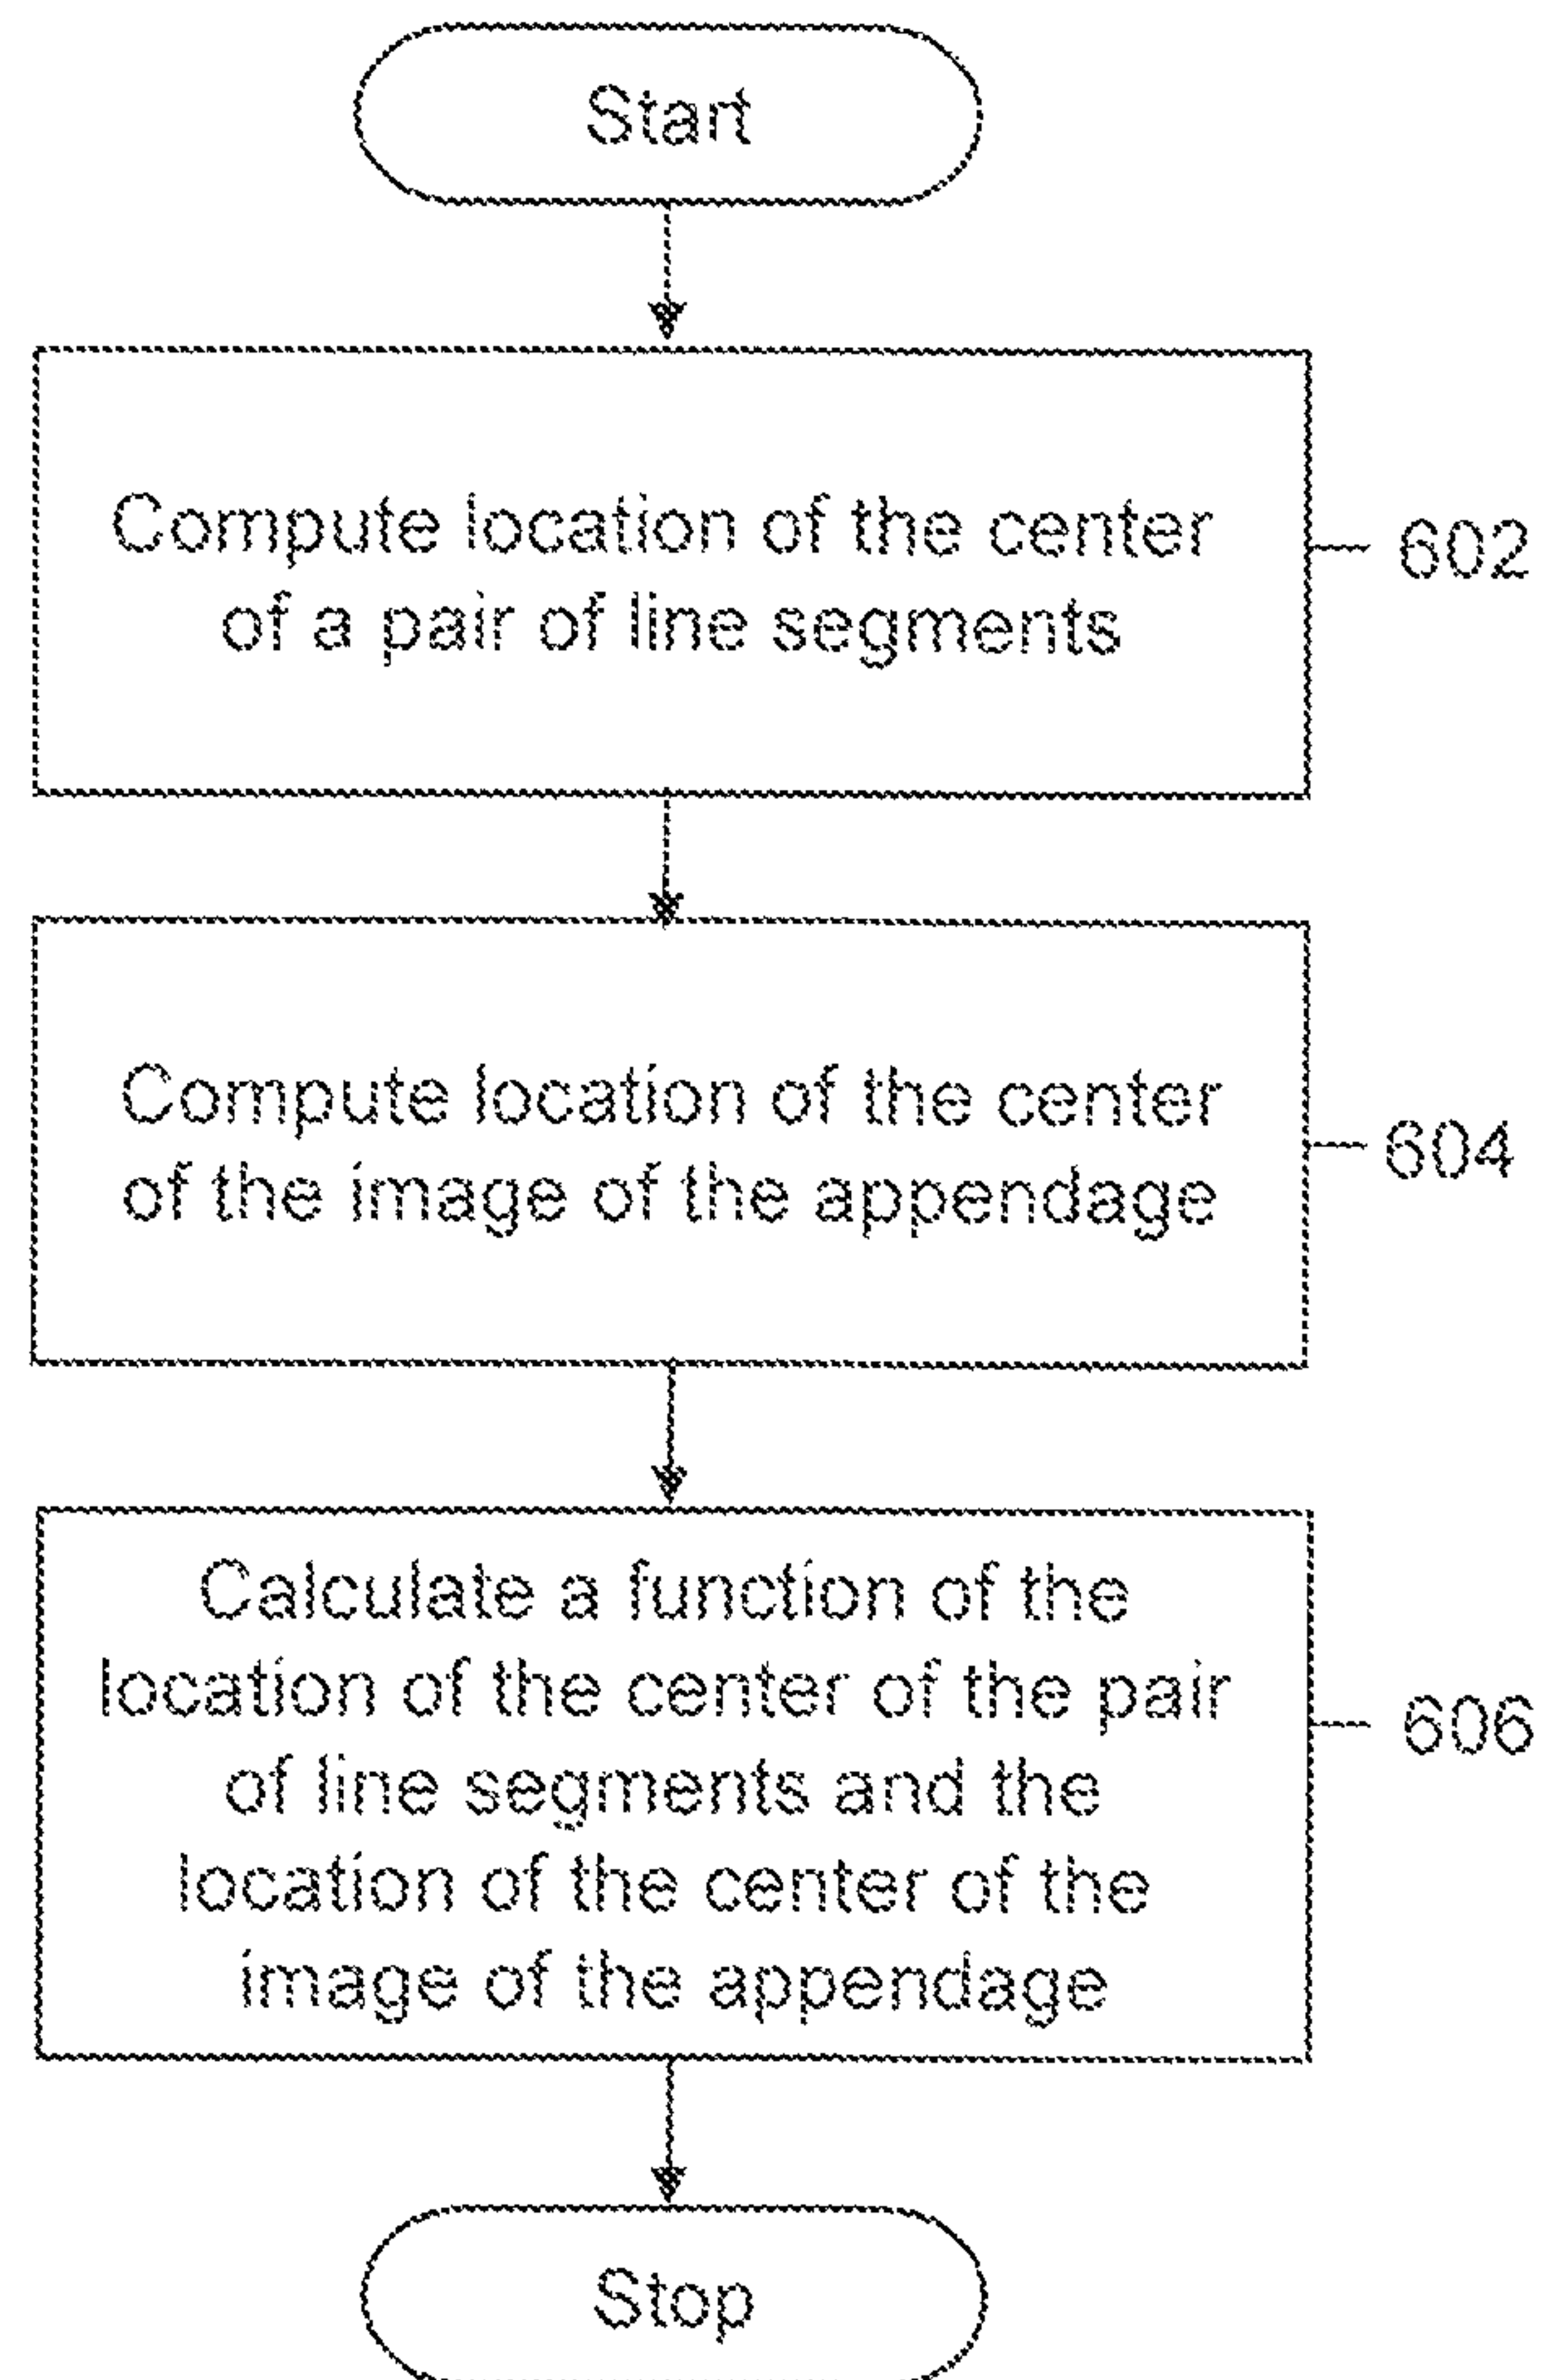 Start
Compute location of the center
of a pair of line segments
602
Compute location of the center
of the image of the appendage
604
Calculate a function of the
location of the center of the pair
of line segments and the
location of the center of the
image of the appendage
606
Stop